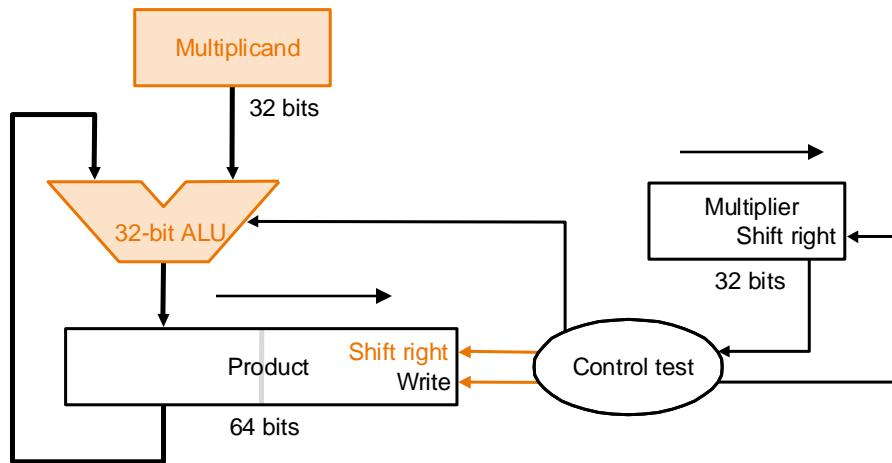 Multiplicand
32 bits
32-bit ALU
Multiplier
Shift right
32 bits
Product
Shift right
Write
64 bits
Control test